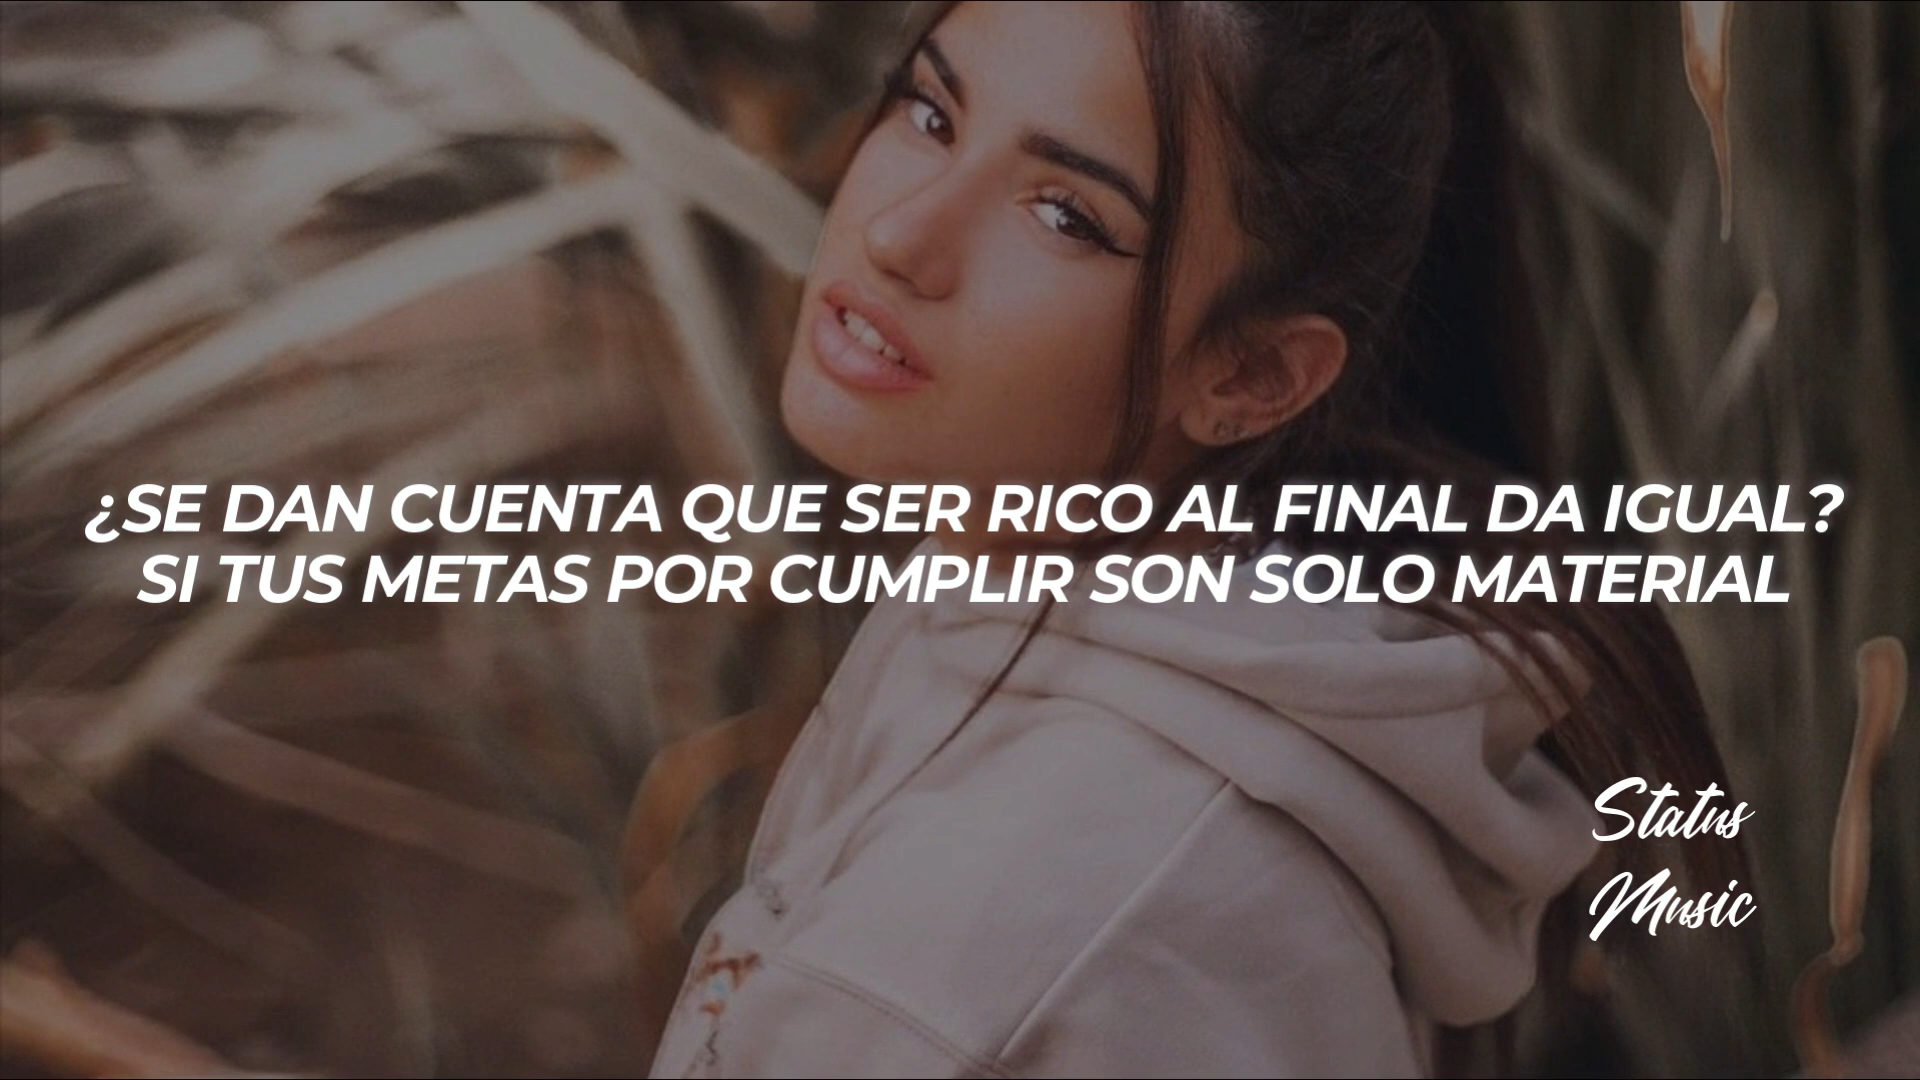 ¿SE DAN CUENTA QUE SER RICO AL FINAL DA IGUAL?
SI TUS METAS POR CUMPLIR SON SOLO MATERIAL
Status
Music